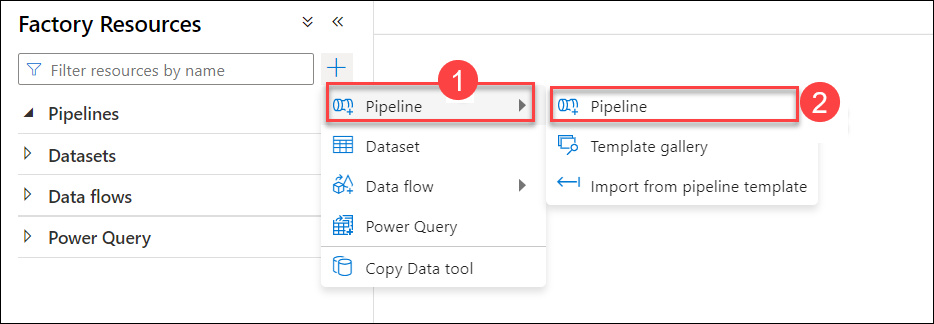 Factory Resources
Filter resources by name
1
Pipeline
Pipeline
2
Pipelines
Datasets
Dataset
Template gallery
Data flows
Data flow
Import from pipeline template
Power Query
Power Query
Copy Data tool